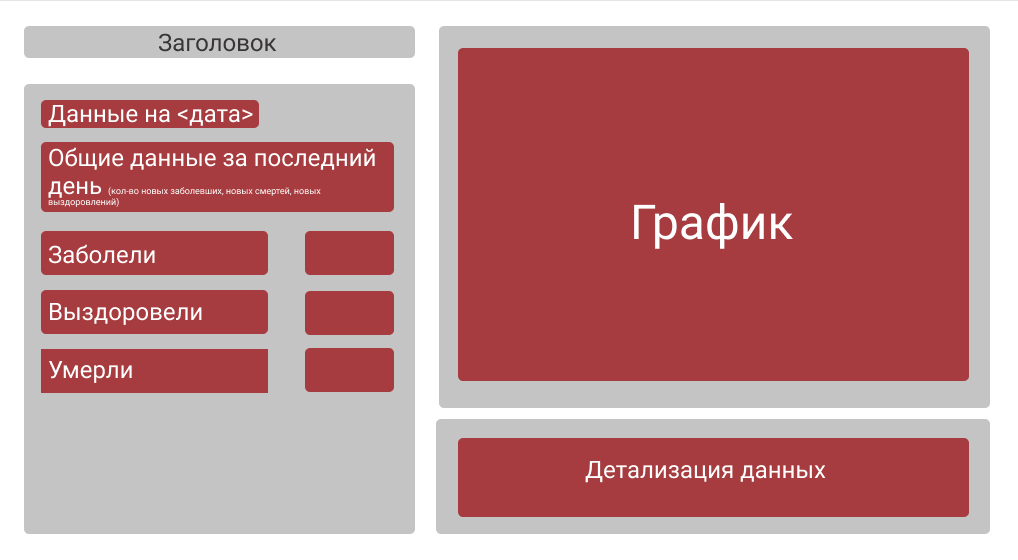 Заголовок
Данные на <дата>
Общие данные за последний
день (кол-во новых заболевших, новых смертей, новых
выздоровлений)
Заболели
Выздоровели
Умерли
График
Детализация данных